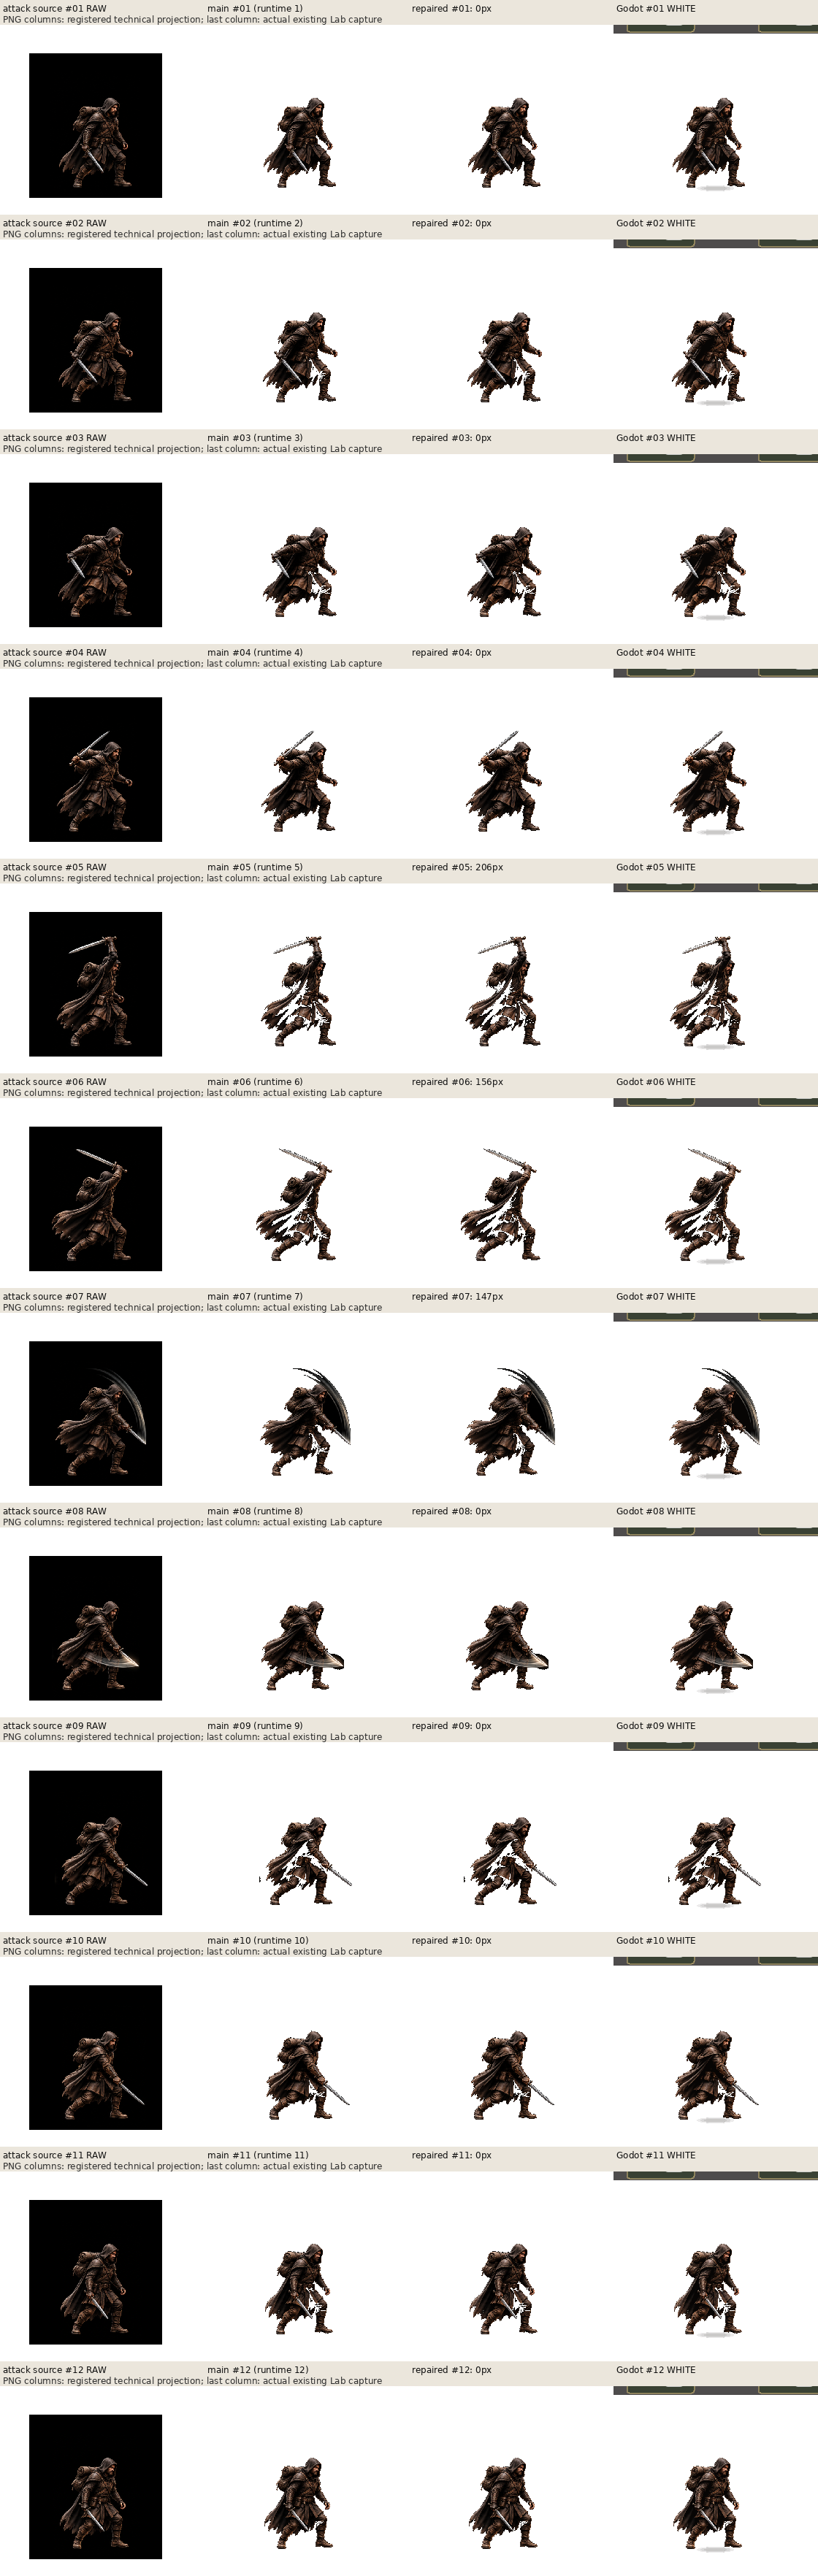 attack source #01 RAW main #01 (runtime 1) repaired #01: 0px Godot #01 WHITE
PNG columns: registered technical projection; last column: actual existing Lab capture
attack source #02 RAW main #02 (runtime 2) repaired #02: 0px Godot #02 WHITE
PNG columns: registered technical projection; last column: actual existing Lab capture
attack source #03 RAW main #03 (runtime 3) repaired #03: 0px Godot #03 WHITE
PNG columns: registered technical projection; last column: actual existing Lab capture
attack source #04 RAW main #04 (runtime 4) repaired #04: 0px Godot #04 WHITE
PNG columns: registered technical projection; last column: actual existing Lab capture
attack source #05 RAW main #05 (runtime 5) repaired #05: 206px Godot #05 WHITE
PNG columns: registered technical projection; last column: actual existing Lab capture
attack source #06 RAW main #06 (runtime 6) repaired #06: 156px Godot #06 WHITE
PNG columns: registered technical projection; last column: actual existing Lab capture
attack source #07 RAW main #07 (runtime 7) repaired #07: 147px Godot #07 WHITE
PNG columns: registered technical projection; last column: actual existing Lab capture
attack source #08 RAW main #08 (runtime 8) repaired #08: 0px Godot #08 WHITE
PNG columns: registered technical projection; last column: actual existing Lab capture
attack source #09 RAW main #09 (runtime 9) repaired #09: 0px Godot #09 WHITE
PNG columns: registered technical projection; last column: actual existing Lab capture
attack source #10 RAW main #10 (runtime 10) repaired #10: 0px Godot #10 WHITE
PNG columns: registered technical projection; last column: actual existing Lab capture
attack source #11 RAW main #11 (runtime 11) repaired #11: 0px Godot #11 WHITE
PNG columns: registered technical projection; last column: actual existing Lab capture
attack source #12 RAW main #12 (runtime 12) repaired #12: 0px Godot #12 WHITE
PNG columns: registered technical projection; last column: actual existing Lab capture